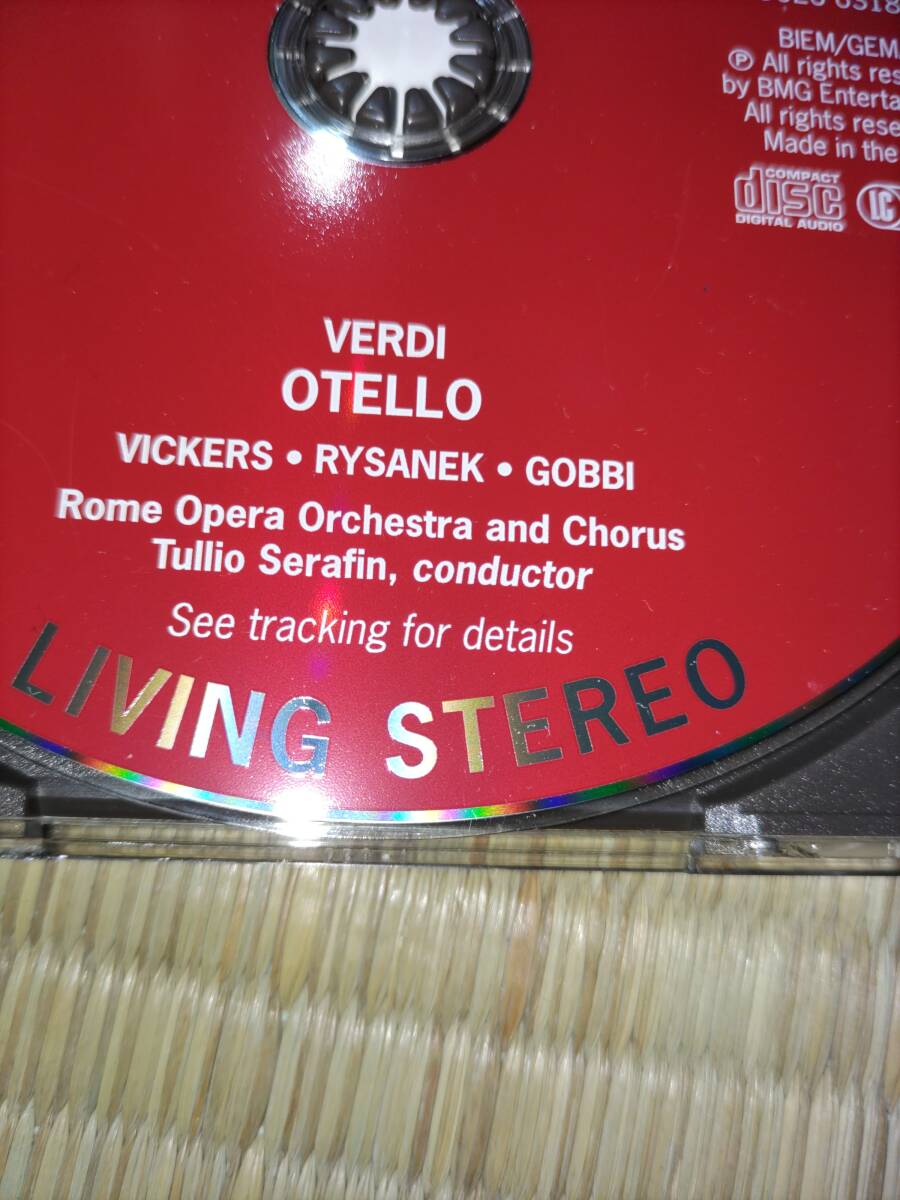 BIEM/GEM
℗ All rights res
by BMG Enterta
All rights rese
Made in the
COMPACT
disc
DIGITAL AUDIO
LC
VERDI
OTELLO
VICKERS • RYSANEK • GOBBI
Rome Opera Orchestra and Chorus
Tullio Serafin, conductor
See tracking for details
LIVING STEREO